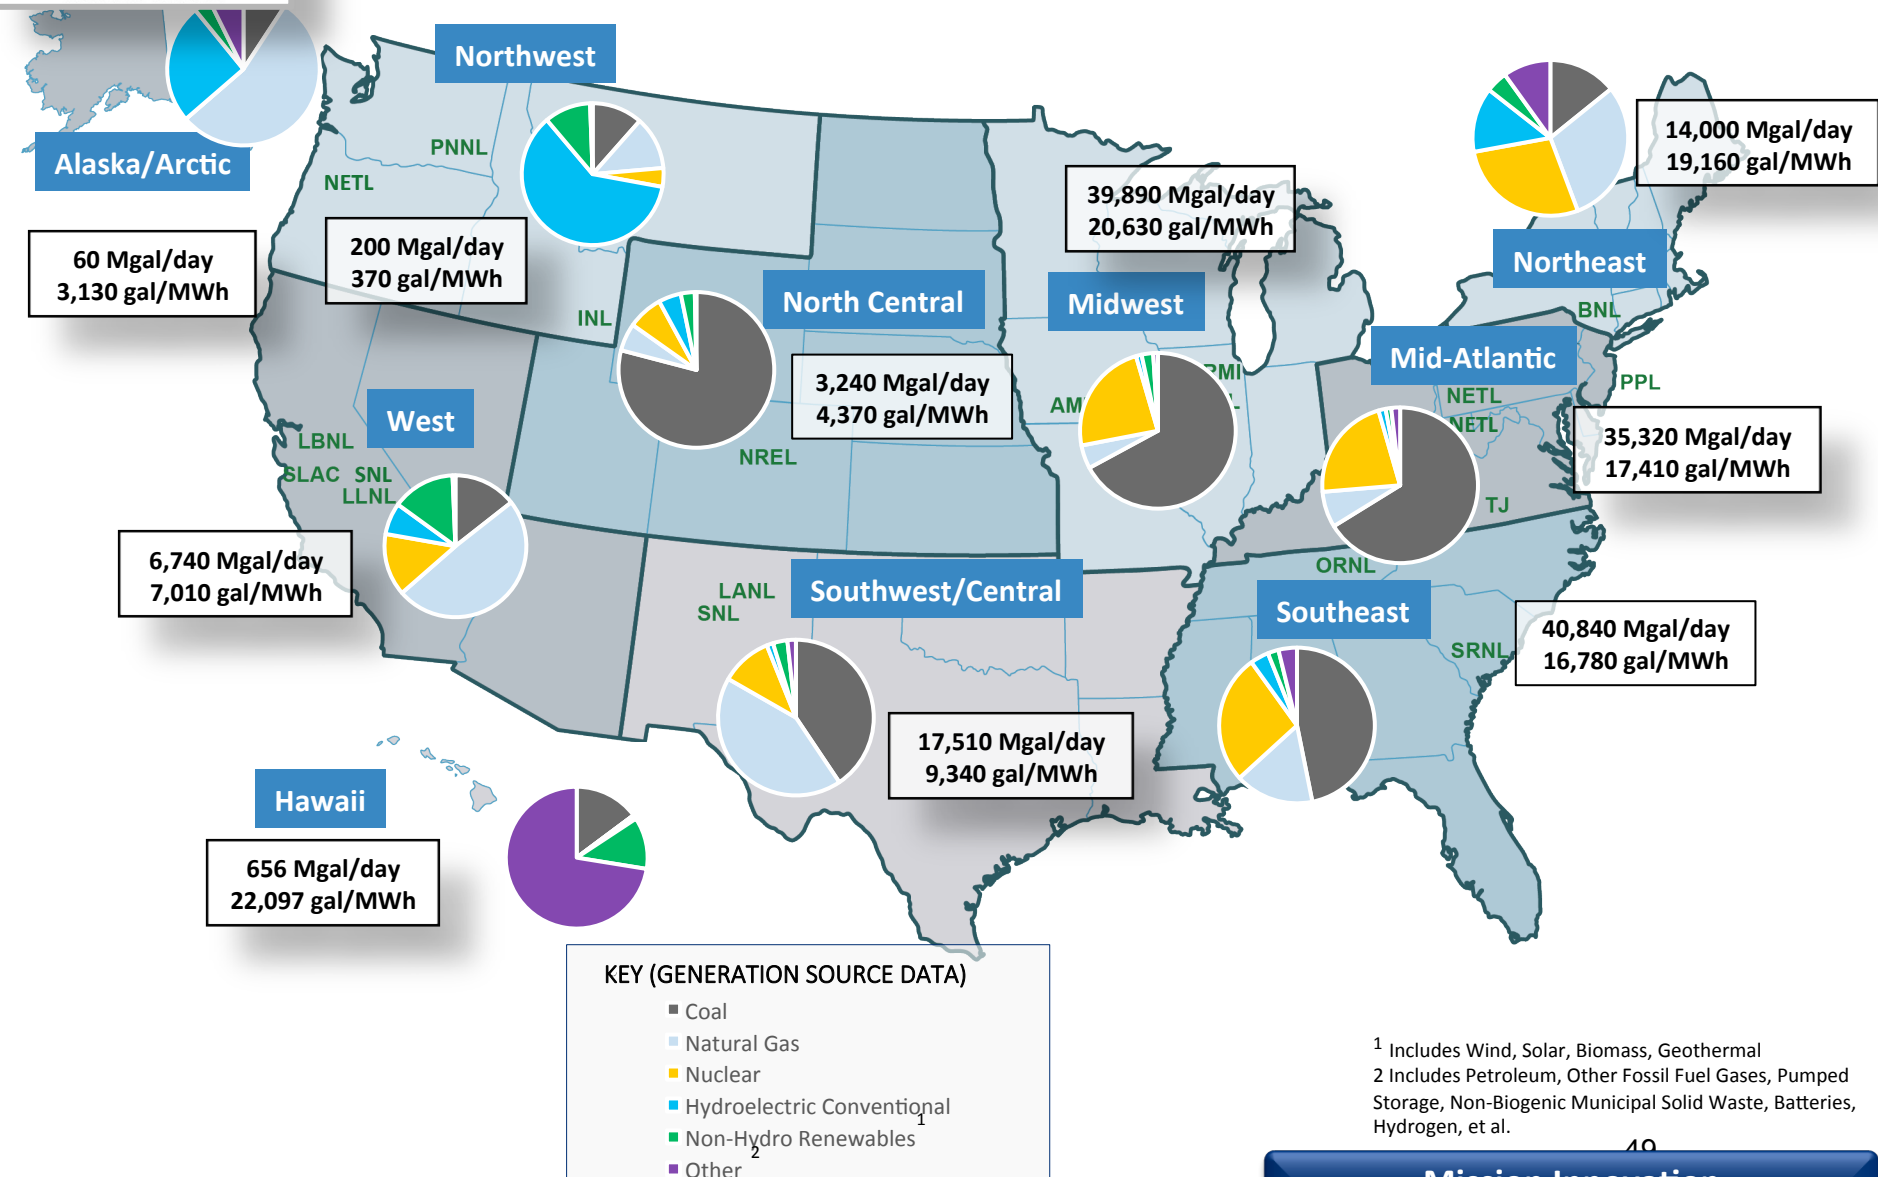 Northwest
Alaska/Arctic
PNNL
NETL
60 Mgal/day
3,130 gal/MWh
200 Mgal/day
370 gal/MWh
INL
North Central
3,240 Mgal/day
4,370 gal/MWh
NREL
39,890 Mgal/day
20,630 gal/MWh
Midwest
14,000 Mgal/day
19,160 gal/MWh
Northeast
BNL
Mid-Atlantic
NETL
NETL
PPL
35,320 Mgal/day
17,410 gal/MWh
TJ
West
LBNL
SLAC SNL
LLNL
6,740 Mgal/day
7,010 gal/MWh
LANL
SNL
Southwest/Central
17,510 Mgal/day
9,340 gal/MWh
ORNL
Southeast
SRNL
40,840 Mgal/day
16,780 gal/MWh
Hawaii
656 Mgal/day
22,097 gal/MWh
KEY (GENERATION SOURCE DATA)
Coal
Natural Gas
Nuclear
Hydroelectric Conventional
Non-Hydro Renewables 1
Other 2
1 Includes Wind, Solar, Biomass, Geothermal
2 Includes Petroleum, Other Fossil Fuel Gases, Pumped
Storage, Non-Biogenic Municipal Solid Waste, Batteries,
Hydrogen, et al.
49
Mission Innovation